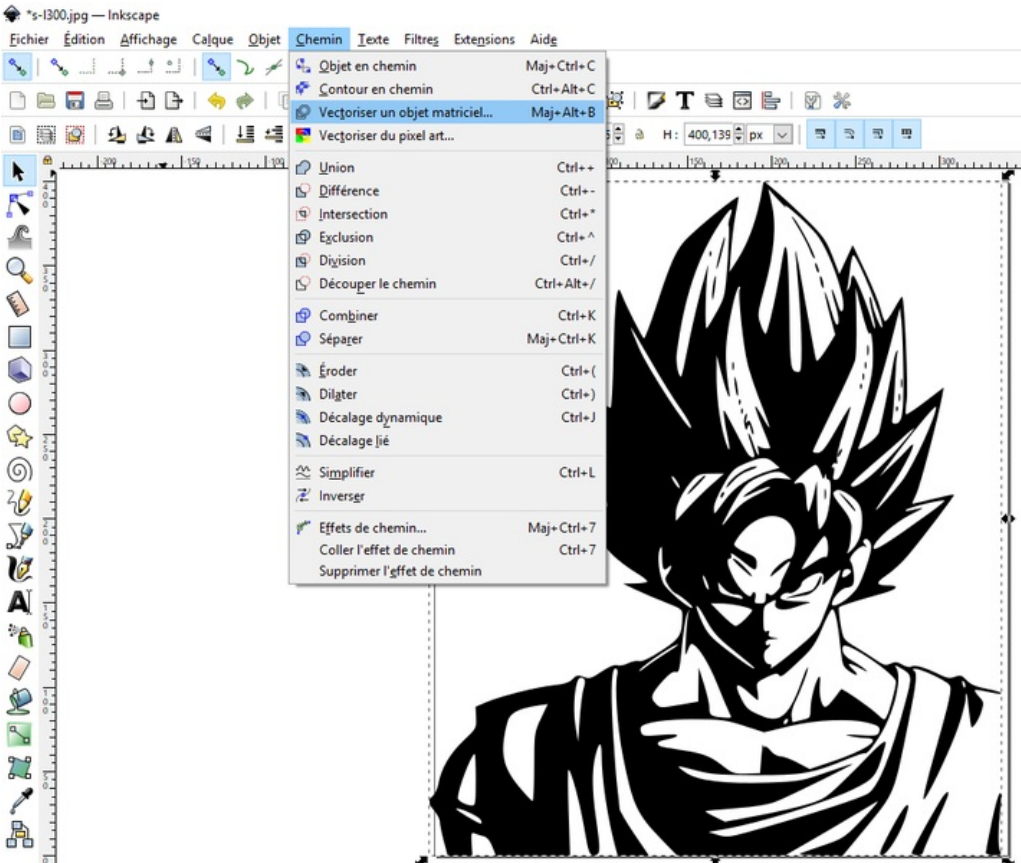 *s-l300.jpg — Inkscape
Fichier Édition Affichage Calque Objet Chemin Texte Filtres Extensions Aide
Objet en chemin Maj+Ctrl+C
Contour en chemin Ctrl+Alt+C
Vectoriser un objet matriciel... Maj+Alt+B
Vectoriser du pixel art...
H: 400,139 px
Union Ctrl++
Différence Ctrl+-
Intersection Ctrl+*
Exclusion Ctrl+^
Division Ctrl+/
Découper le chemin Ctrl+Alt+/
Combiner Ctrl+K
Séparer Maj+Ctrl+K
Éroder Ctrl+(
Dilater Ctrl+)
Décalage dynamique Ctrl+J
Décalage lié
Simplifier Ctrl+L
Inverser
Effets de chemin... Maj+Ctrl+7
Coller l'effet de chemin Ctrl+7
Supprimer l'effet de chemin